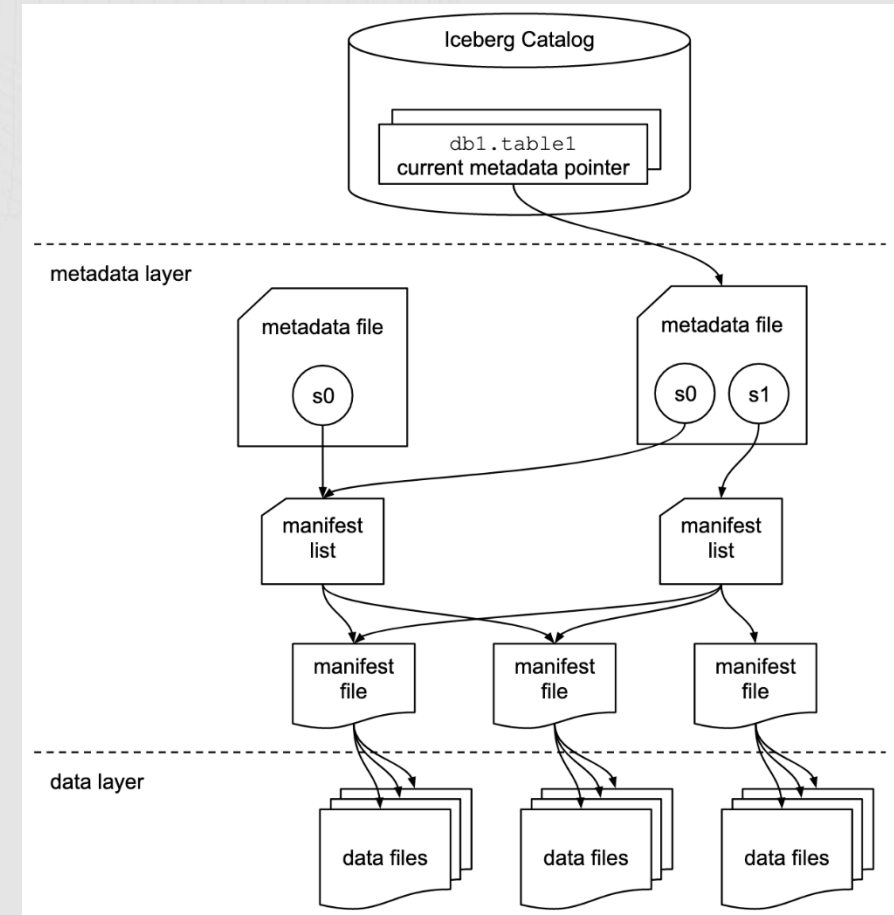 Iceberg Catalog
db1.table1
current metadata pointer
metadata layer
metadata file
s0
metadata file
s0
s1
manifest
list
manifest
list
manifest
file
manifest
file
manifest
file
data layer
data files
data files
data files